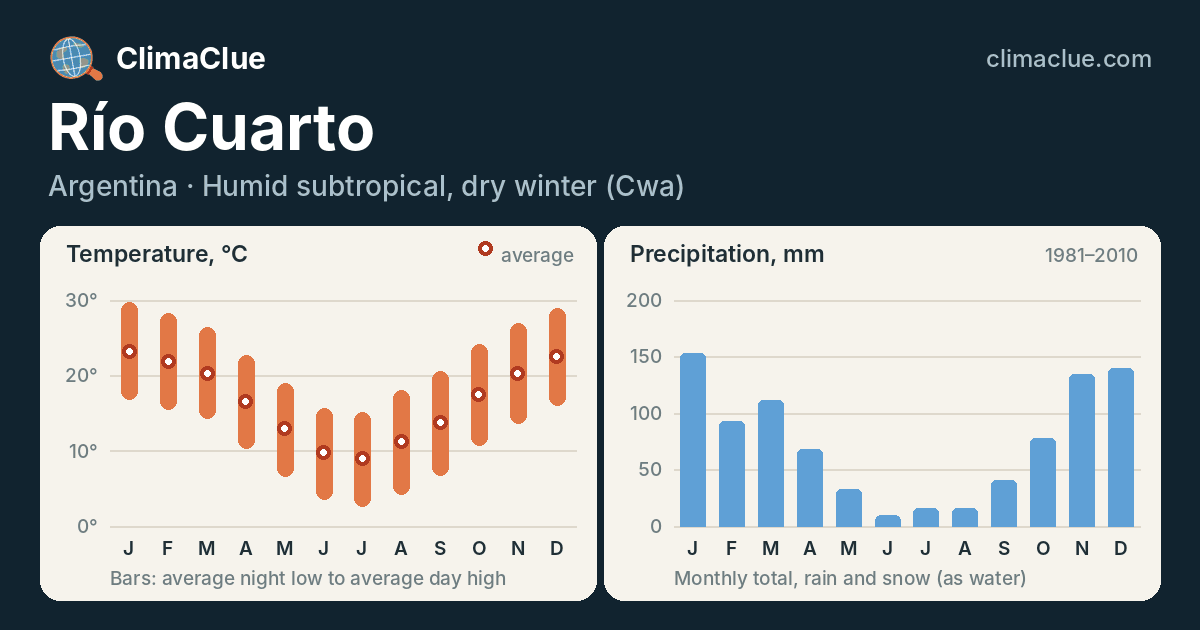 ClimaClue
climaclue.com
Río Cuarto
Argentina · Humid subtropical, dry winter (Cwa)
Temperature, °C
average
30°
20°
10°
0°
J F M A M J J A S O N D
Bars: average night low to average day high
Precipitation, mm
1981–2010
200
150
100
50
0
J F M A M J J A S O N D
Monthly total, rain and snow (as water)